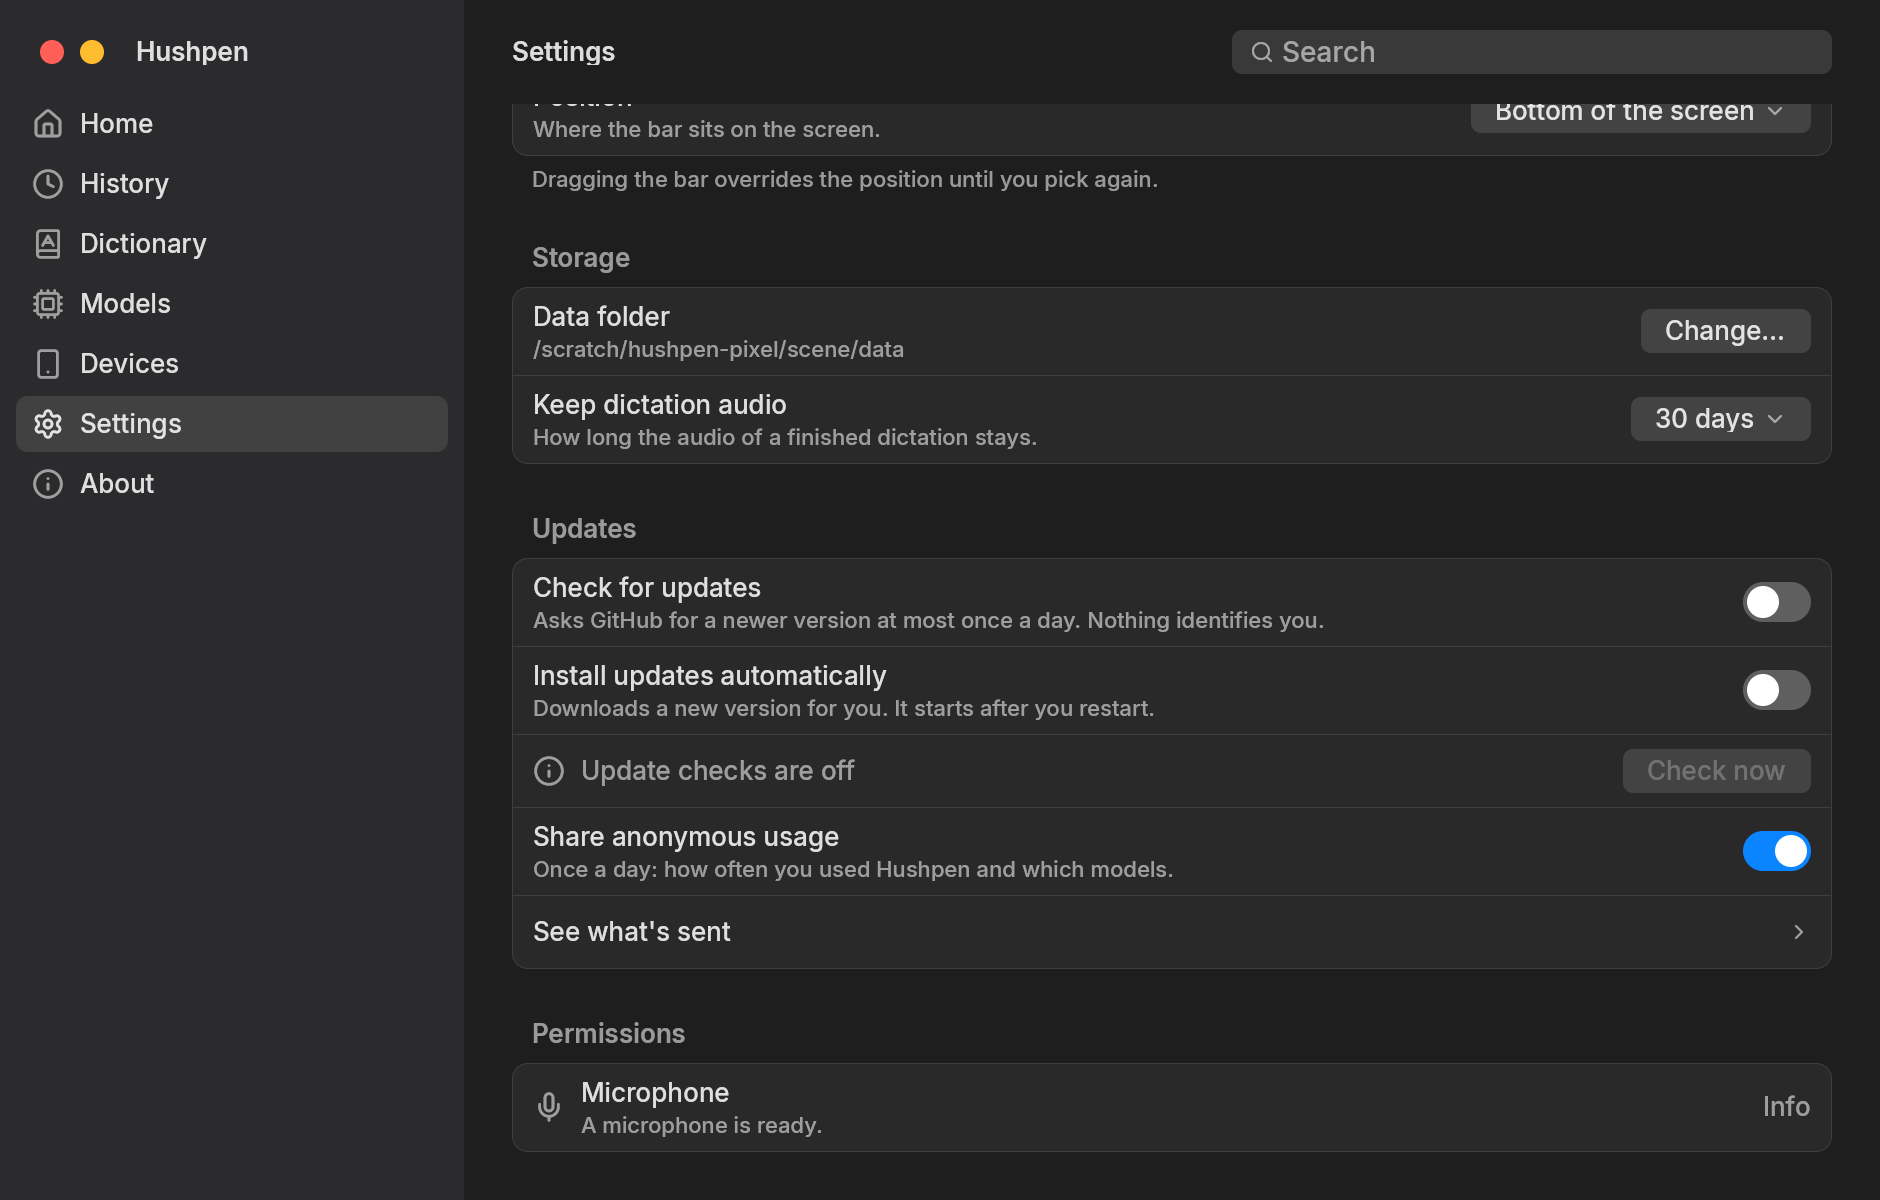 Hushpen
Home
History
Dictionary
Models
Devices
Settings
About
Settings
Search
Position
Bottom of the screen
Where the bar sits on the screen.
Dragging the bar overrides the position until you pick again.
Storage
Data folder
/scratch/hushpen-pixel/scene/data
Change...
Keep dictation audio
How long the audio of a finished dictation stays.
30 days
Updates
Check for updates
Asks GitHub for a newer version at most once a day. Nothing identifies you.
Install updates automatically
Downloads a new version for you. It starts after you restart.
Update checks are off
Check now
Share anonymous usage
Once a day: how often you used Hushpen and which models.
See what's sent
Permissions
Microphone
A microphone is ready.
Info